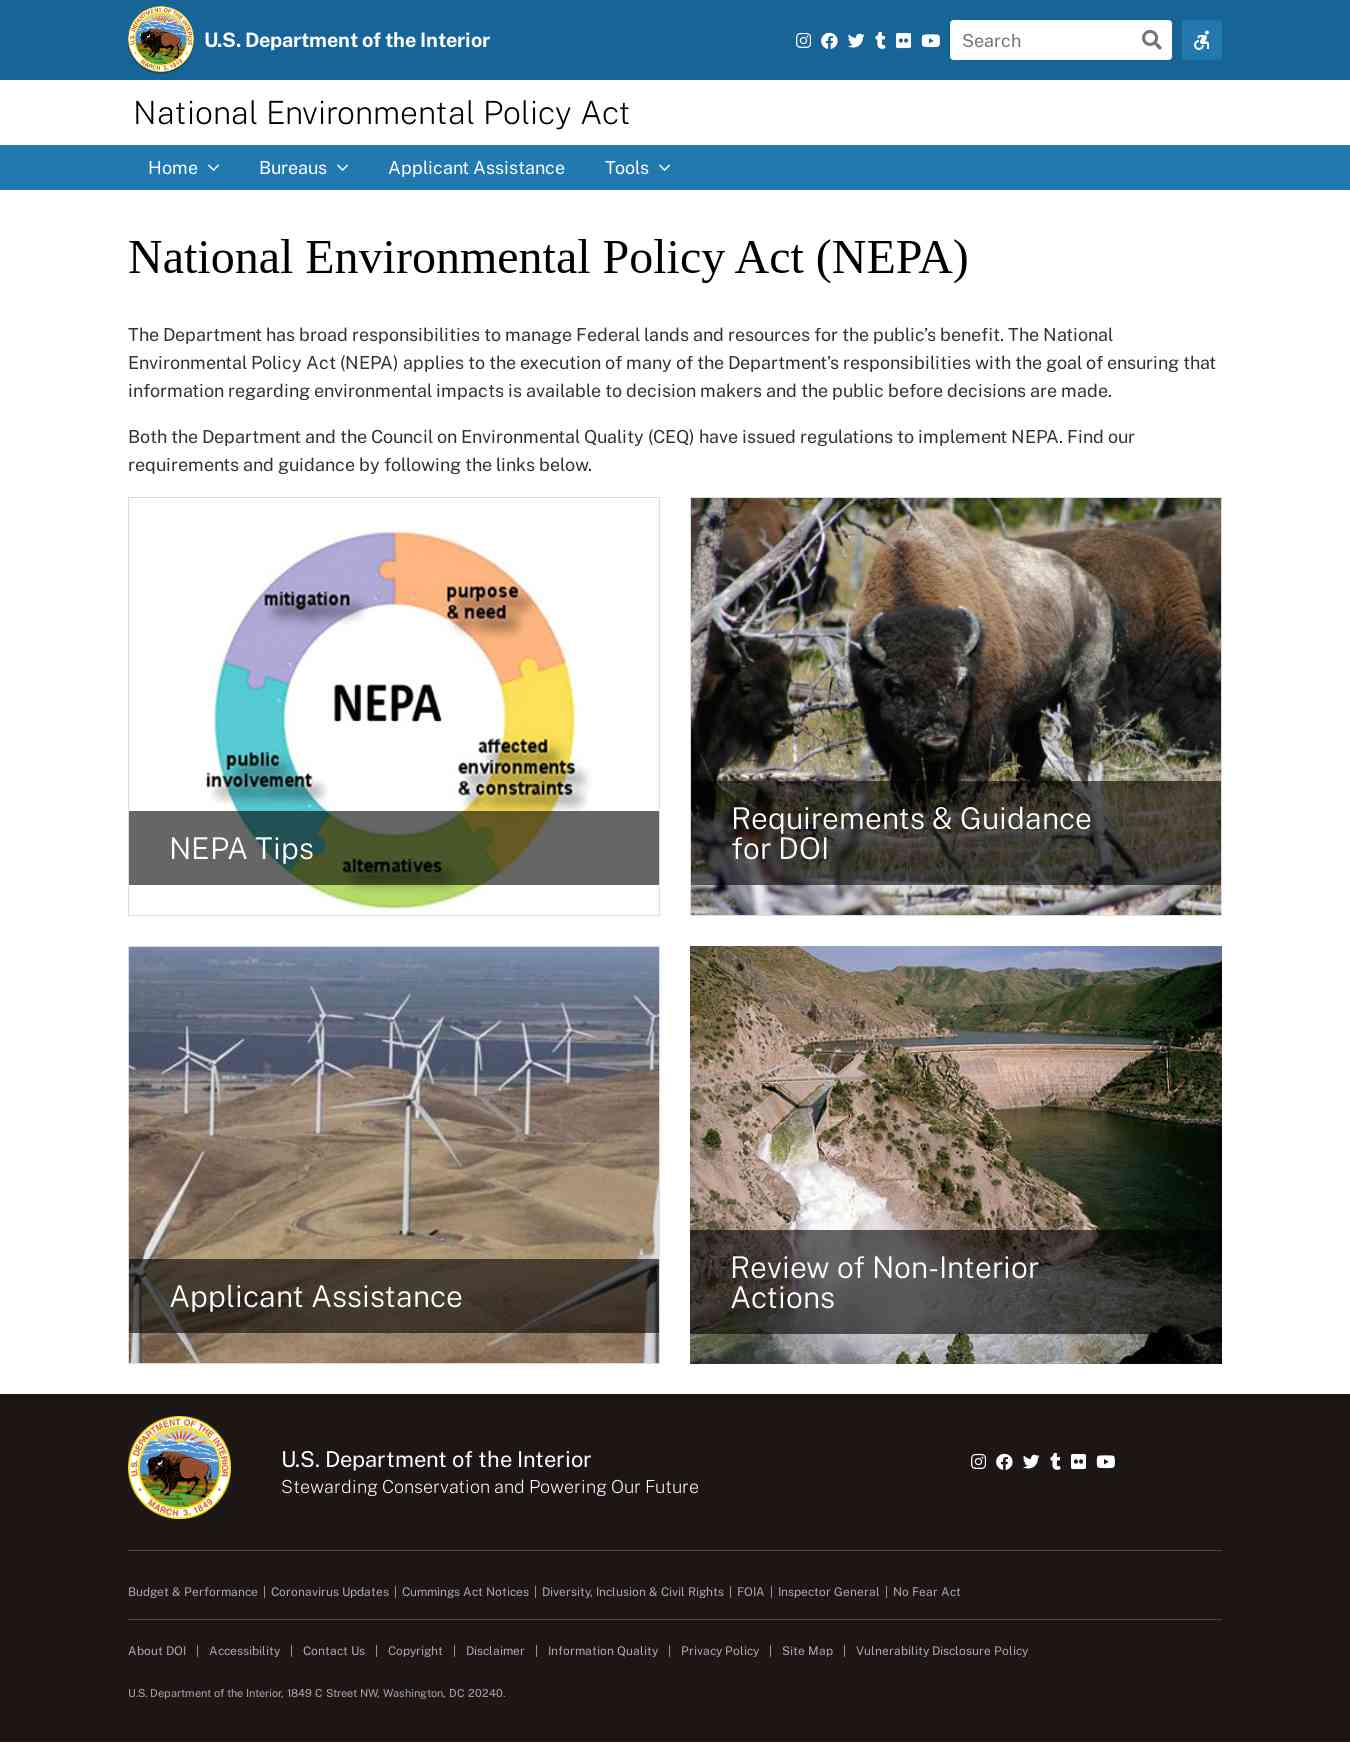 U.S. Department of the Interior
Search
National Environmental Policy Act
Home Bureaus Applicant Assistance Tools
National Environmental Policy Act (NEPA)
The Department has broad responsibilities to manage Federal lands and resources for the public’s benefit. The National
Environmental Policy Act (NEPA) applies to the execution of many of the Department's responsibilities with the goal of ensuring that
information regarding environmental impacts is available to decision makers and the public before decisions are made.
Both the Department and the Council on Environmental Quality (CEQ) have issued regulations to implement NEPA. Find our
requirements and guidance by following the links below.
mitigation
purpose
& need
NEPA
public
involvement
affected
environments
& constraints
alternatives
NEPA Tips
Requirements & Guidance
for DOI
Applicant Assistance
Review of Non-Interior
Actions
U.S. DEPARTMENT OF THE INTERIOR
MARCH 3, 1849
U.S. Department of the Interior
Stewarding Conservation and Powering Our Future
Budget & Performance | Coronavirus Updates | Cummings Act Notices | Diversity, Inclusion & Civil Rights | FOIA | Inspector General | No Fear Act
About DOI | Accessibility | Contact Us | Copyright | Disclaimer | Information Quality | Privacy Policy | Site Map | Vulnerability Disclosure Policy
U.S. Department of the Interior, 1849 C Street NW, Washington, DC 20240.